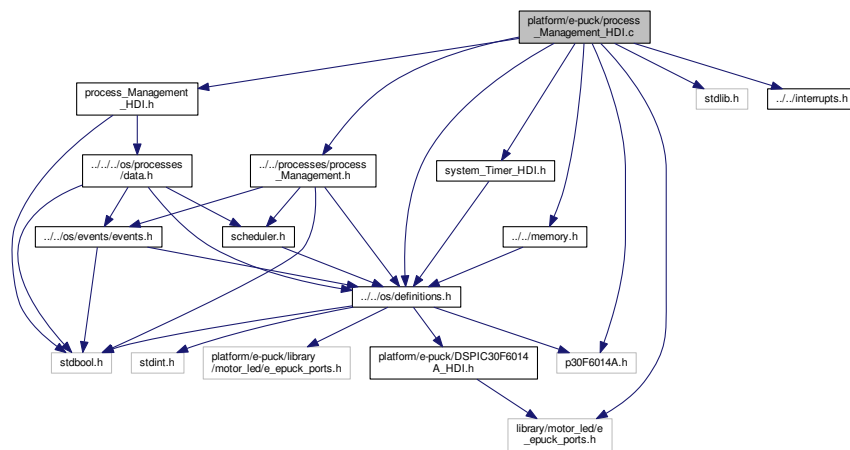 platform/e-puck/process
_Management_HDI.c
process_Management
_HDI.h
stdlib.h
../../interrupts.h
../../../os/processes
/data.h
../../processes/process
_Management.h
system_Timer_HDI.h
../../os/events/events.h
scheduler.h
../../memory.h
../../os/definitions.h
stdbool.h
stdint.h
platform/e-puck/library
/motor_led/e_epuck_ports.h
platform/e-puck/DSPIC30F6014
A_HDI.h
p30F6014A.h
library/motor_led/e
_epuck_ports.h